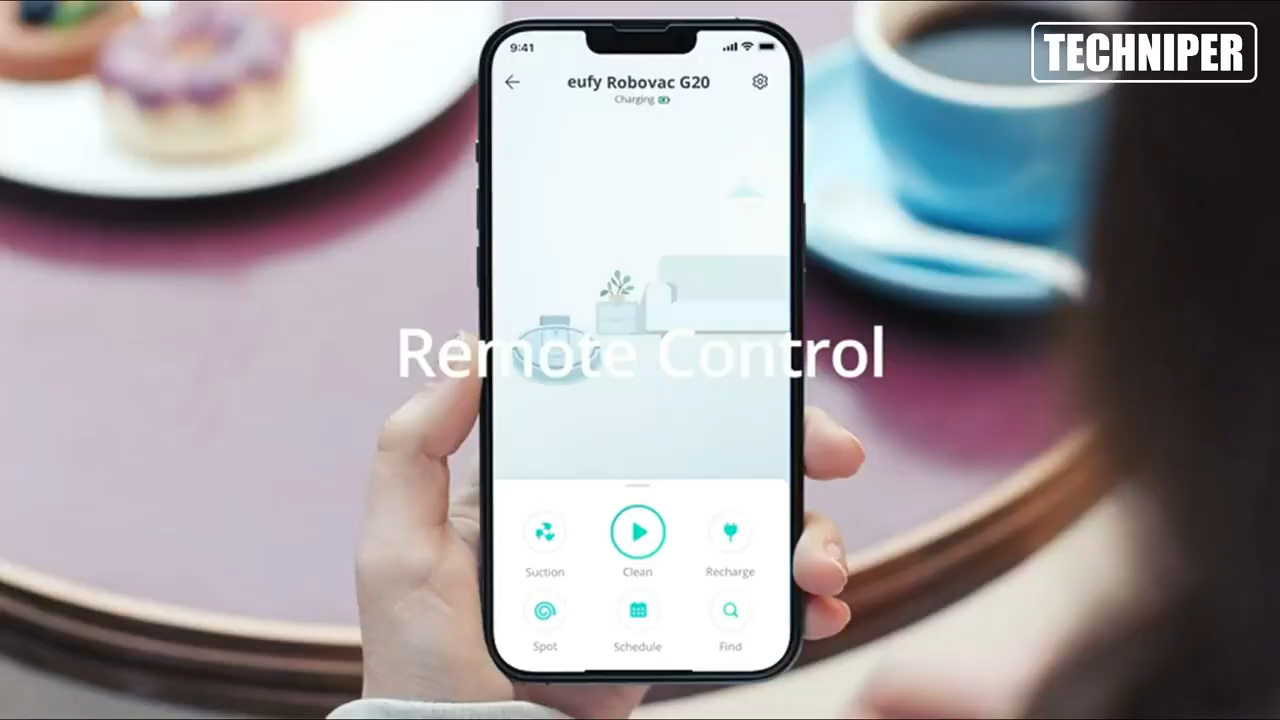 TECHNIPER
9:41
eufy Robovac G20
Charging
Remote Control
Suction
Clean
Recharge
Spot
Schedule
Find